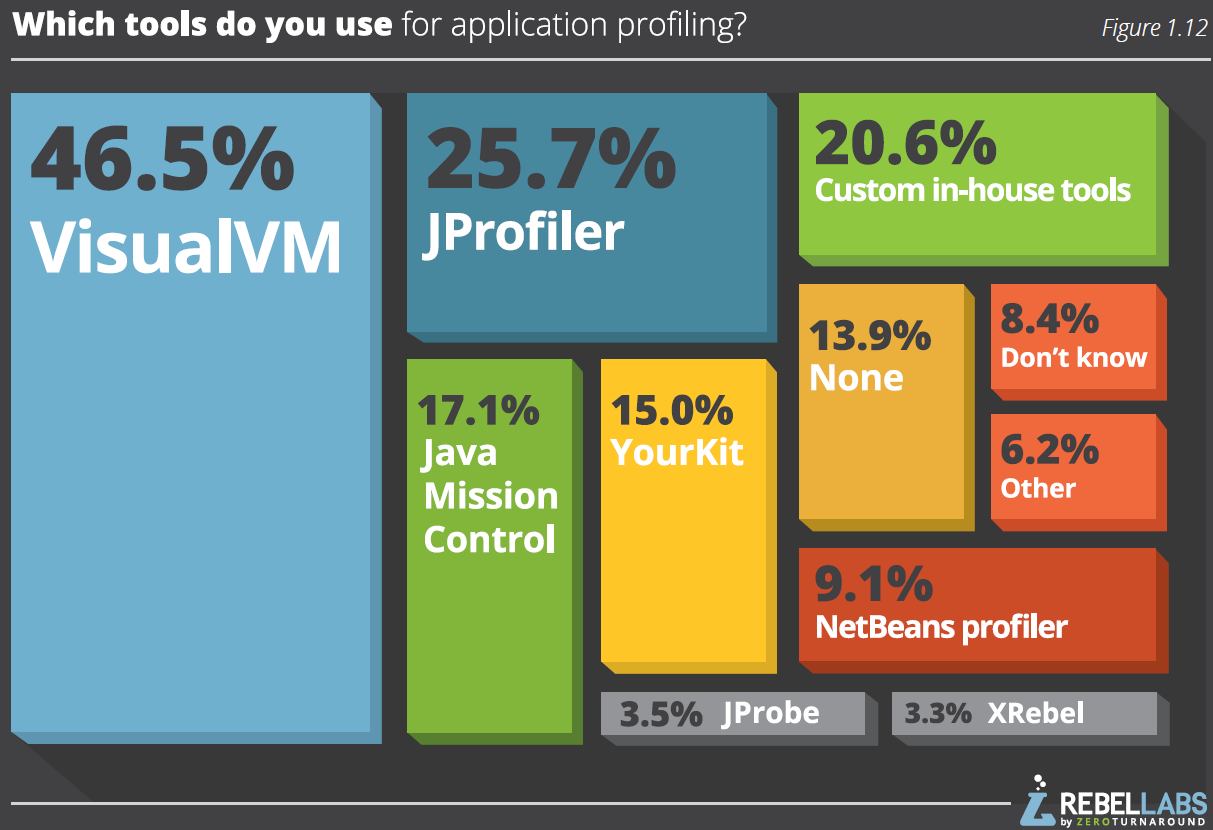 Which tools do you use for application profiling?
Figure 1.12
46.5%
VisualVM
25.7%
JProfiler
20.6%
Custom in-house tools
17.1%
Java
Mission
Control
15.0%
YourKit
13.9%
None
8.4%
Don’t know
6.2%
Other
9.1%
NetBeans profiler
3.5% JProbe
3.3% XRebel
REBELLABS
by ZEROTURNAROUND